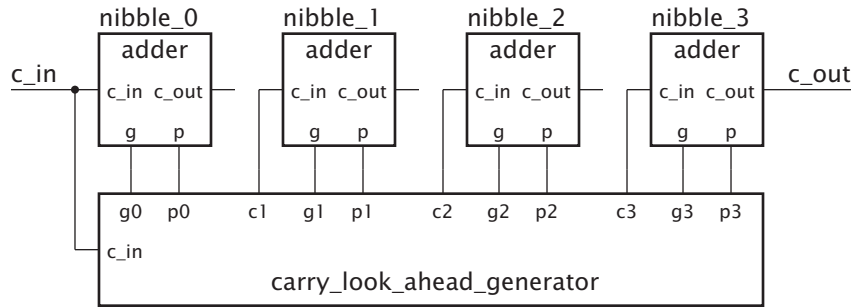 nibble_0 nibble_1 nibble_2 nibble_3
adder adder adder adder
c_in c_out
c_in c_out c_in c_out c_in c_out c_in c_out
g p g p g p g p
g0 p0 c1 g1 p1 c2 g2 p2 c3 g3 p3
c_in
carry_look_ahead_generator